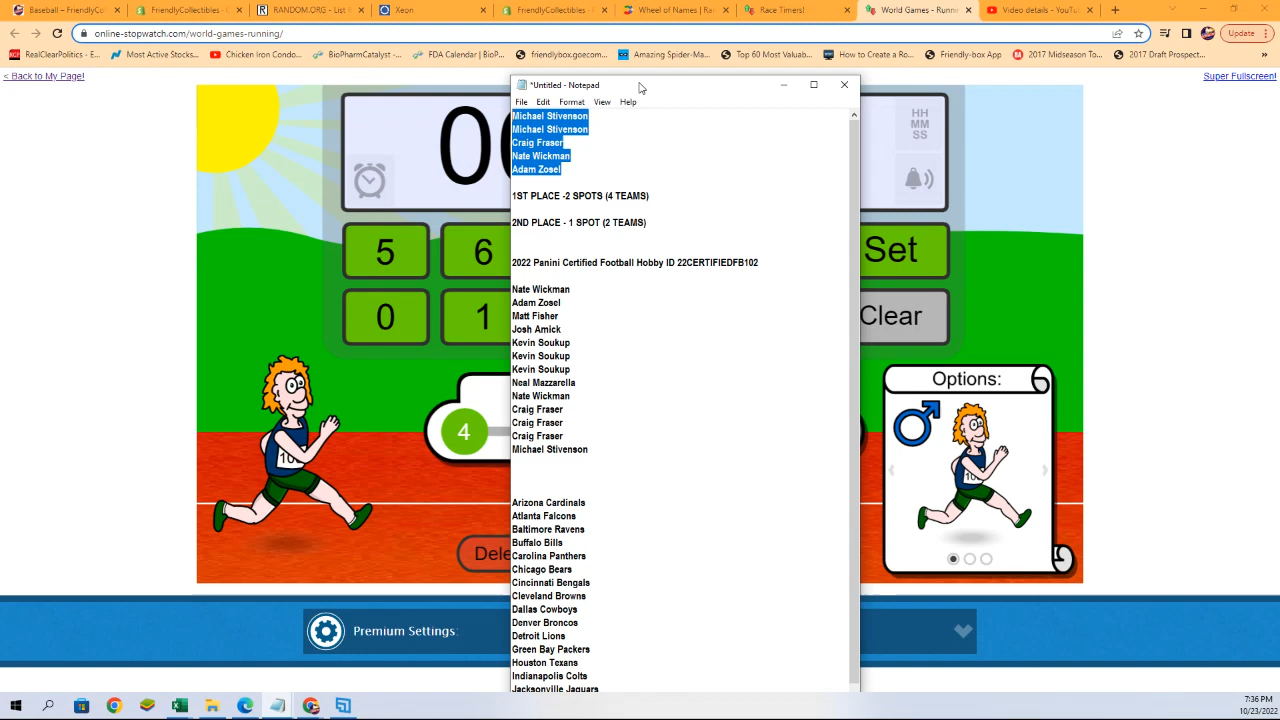 Baseball – FriendlyCo
FriendlyCollectibles - C
RANDOM.ORG - List
Xeon
FriendlyCollectibles - F
Wheel of Names | Ra
Race Timers!
World Games - Runni
Video details - YouTub
online-stopwatch.com/world-games-running/
Update
RealClearPolitics - E...
Most Active Stocks...
Chicken Iron Condo...
BioPharmCatalyst -...
FDA Calendar | BioP...
friendlybox.goecom...
Amazing Spider-Ma...
Top 60 Most Valuab...
How to Create a Ro...
Friendly-box App
2017 Midseason To...
2019 Draft Prospect...
< Back to My Page!
Super Fullscreen!
*Untitled - Notepad
File Edit Format View Help
Michael Stivenson
Michael Stivenson
Craig Fraser
Nate Wickman
Adam Zosel
1ST PLACE -2 SPOTS (4 TEAMS)
2ND PLACE - 1 SPOT (2 TEAMS)
2022 Panini Certified Football Hobby ID 22CERTIFIEDFB102
Nate Wickman
Adam Zosel
Matt Fisher
Josh Amick
Kevin Soukup
Kevin Soukup
Kevin Soukup
Neal Mazzarella
Nate Wickman
Craig Fraser
Craig Fraser
Craig Fraser
Michael Stivenson
Arizona Cardinals
Atlanta Falcons
Baltimore Ravens
Buffalo Bills
Carolina Panthers
Chicago Bears
Cincinnati Bengals
Cleveland Browns
Dallas Cowboys
Denver Broncos
Detroit Lions
Green Bay Packers
Houston Texans
Indianapolis Colts
Jacksonville Jaguars
HH
MM
SS
5 6
Set
0 1
Clear
4
Dele
Options:
Premium Settings:
7:36 PM
10/23/2022